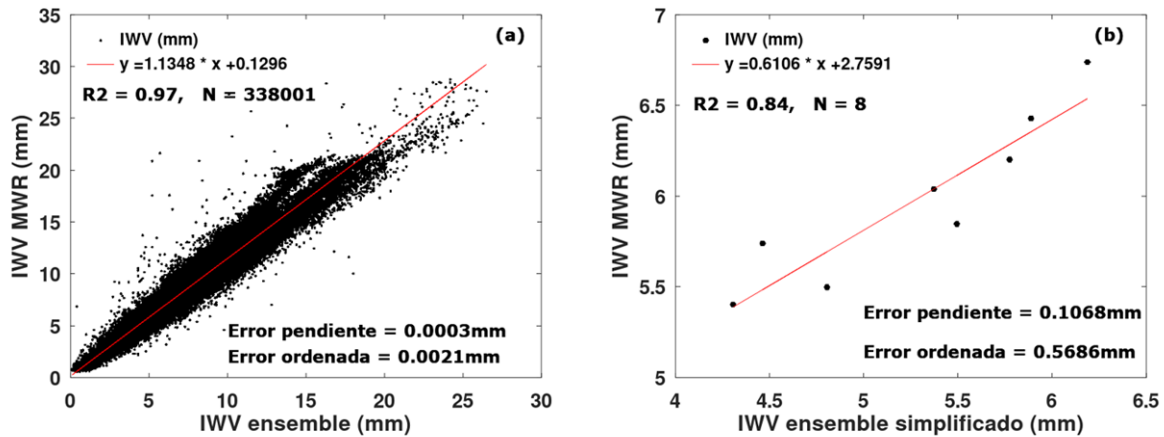 (a)
IWV (mm)
y =1.1348 * x +0.1296
R2 = 0.97, N = 338001
Error pendiente = 0.0003mm
Error ordenada = 0.0021mm
35
30
25
20
15
10
5
0
0 5 10 15 20 25 30
IWV MWR (mm)
IWV ensemble (mm)
(b)
IWV (mm)
y =0.6106 * x +2.7591
R2 = 0.84, N = 8
Error pendiente = 0.1068mm
Error ordenada = 0.5686mm
7
6.5
6
5.5
5
4 4.5 5 5.5 6 6.5
IWV MWR (mm)
IWV ensemble simplificado (mm)